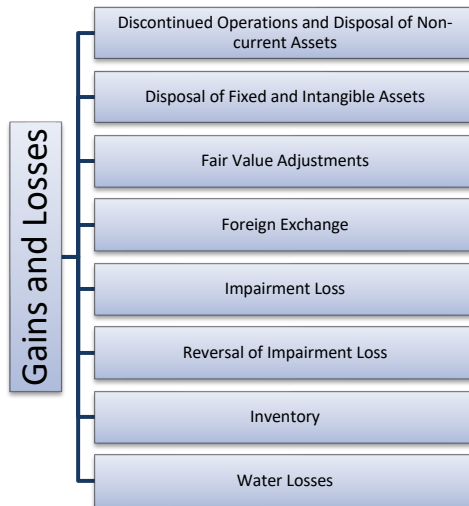 Gains and Losses
Discontinued Operations and Disposal of Non-
current Assets
Disposal of Fixed and Intangible Assets
Fair Value Adjustments
Foreign Exchange
Impairment Loss
Reversal of Impairment Loss
Inventory
Water Losses